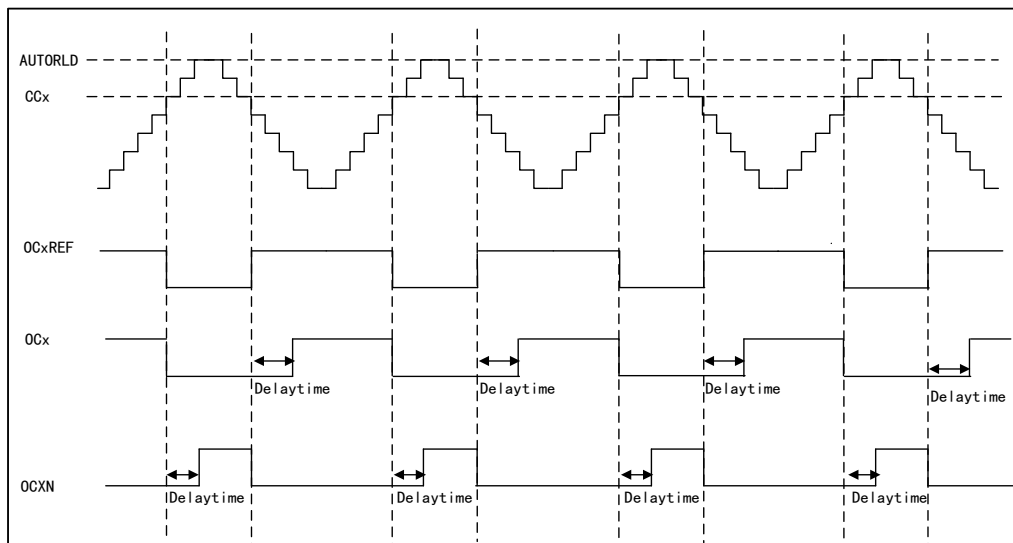 AUTORLD
CCx
OCxREF
OCx
Delaytime
Delaytime
Delaytime
Delaytime
OCXN
Delaytime
Delaytime
Delaytime
Delaytime